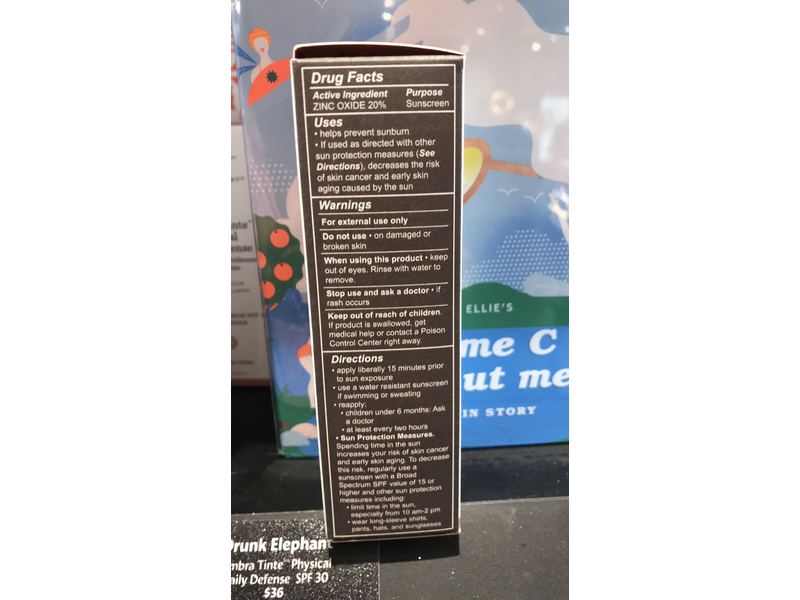 Drug Facts
Active Ingredient Purpose
ZINC OXIDE 20% Sunscreen
Uses
• helps prevent sunburn
• If used as directed with other
sun protection measures (See
Directions), decreases the risk
of skin cancer and early skin
aging caused by the sun
Warnings
For external use only
Do not use • on damaged or
broken skin
When using this product • keep
out of eyes. Rinse with water to
remove.
Stop use and ask a doctor • if
rash occurs
Keep out of reach of children.
If product is swallowed, get
medical help or contact a Poison
Control Center right away.
Directions
• apply liberally 15 minutes prior
to sun exposure
• use a water resistant sunscreen
if swimming or sweating
• reapply:
• children under 6 months: Ask
a doctor
• at least every two hours
• Sun Protection Measures.
Spending time in the sun
increases your risk of skin cancer
and early skin aging. To decrease
this risk, regularly use a
sunscreen with a Broad
Spectrum SPF value of 15 or
higher and other sun protection
measures including:
• limit time in the sun,
especially from 10 am-2 pm
• wear long-sleeve shirts,
pants, hats, and sunglasses
ELLIE'S
me C
ut me
IN STORY
Drunk Elephant
mbra Tinte™ Physical
aily Defense SPF 30
$36